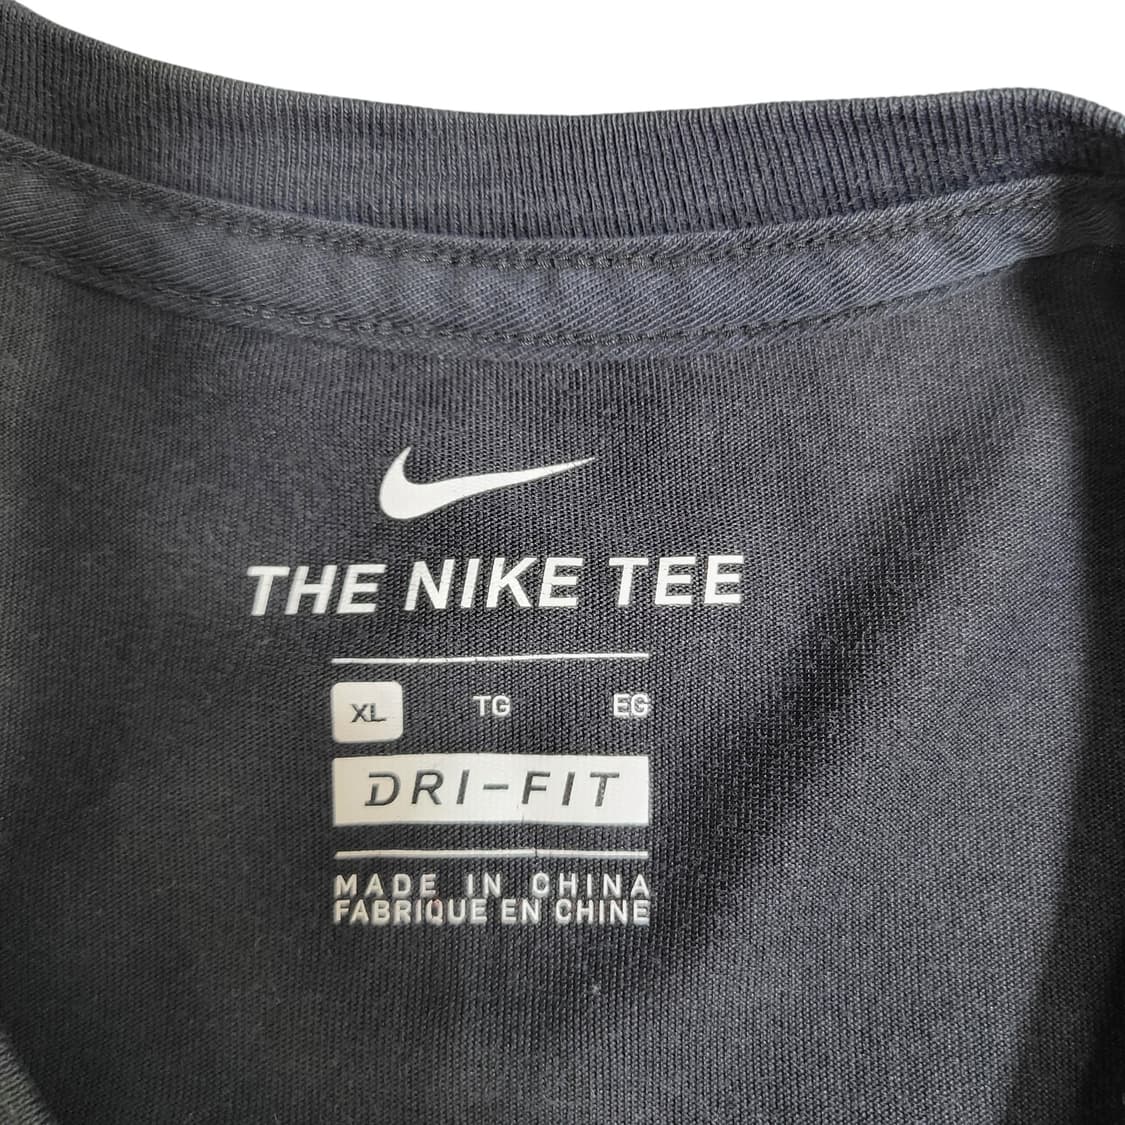 THE NIKE TEE
XL TG EG
DRI-FIT
MADE IN CHINA
FABRIQUE EN CHINE